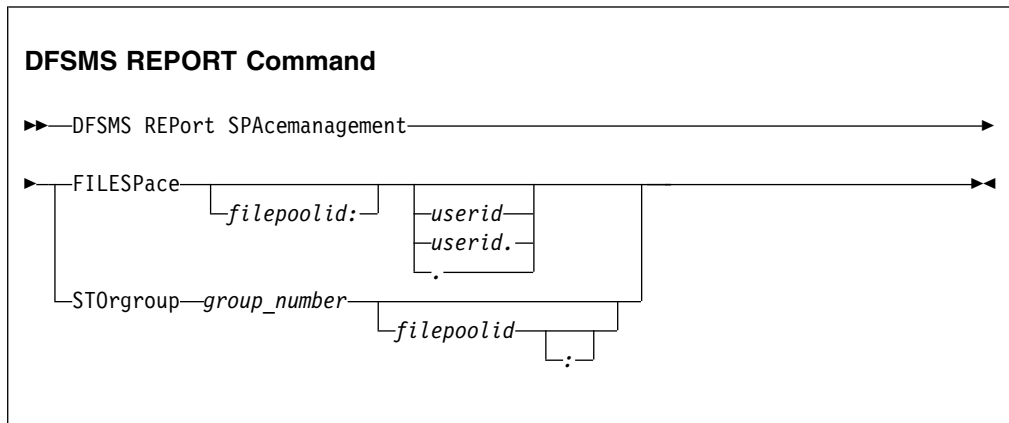 DFSMS REPORT Command
DFSMS REPort SPAcemanagement
FILESPace
filepoolid:
userid
userid.
.
STOrgroup group_number
filepoolid
: